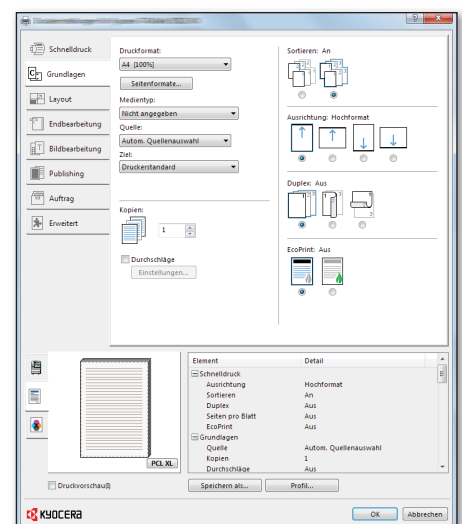 Schnelldruck
Grundlagen
Layout
Endbearbeitung
Bildbearbeitung
Publishing
Auftrag
Erweitert
Druckformat:
A4 [100%]
Seitenformate...
Medientyp:
Nicht angegeben
Quelle:
Autom. Quellenauswahl
Ziel:
Druckerstandard
Kopien:
1
Durchschläge
Einstellungen...
Sortieren: An
Ausrichtung: Hochformat
Duplex: Aus
EcoPrint: Aus
PCL XL
Druckvorschau(I)
Element Detail
Schnelldruck
Ausrichtung Hochformat
Sortieren An
Duplex Aus
Seiten pro Blatt Aus
EcoPrint Aus
Grundlagen
Quelle Autom. Quellenauswahl
Kopien 1
Durchschläge Aus
Speichern als... Profil...
KYOCERA
OK Abbrechen